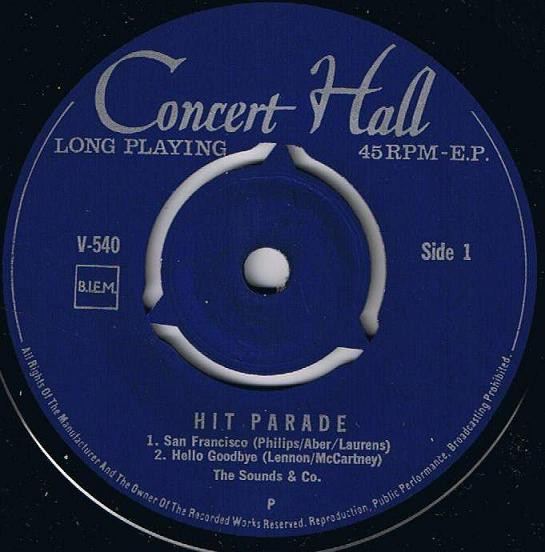 Concert Hall
LONG PLAYING 45 RPM-E.P.
V-540 Side 1
B.I.E.M.
HIT PARADE
1. San Francisco (Philips/Aber/Laurens)
2. Hello Goodbye (Lennon/McCartney)
The Sounds & Co.
P
All Rights Of The Manufacturer And The Owner Of The Recorded Works Reserved. Reproduction, Public Performance, Broadcasting Prohibited.